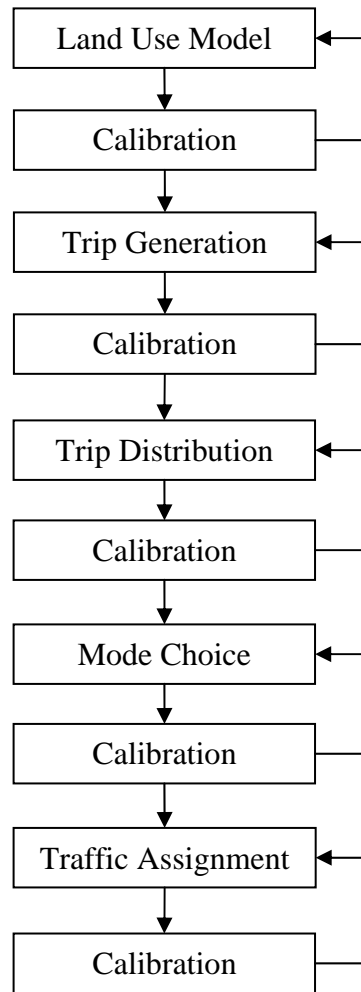 Land Use Model
Calibration
Trip Generation
Calibration
Trip Distribution
Calibration
Mode Choice
Calibration
Traffic Assignment
Calibration